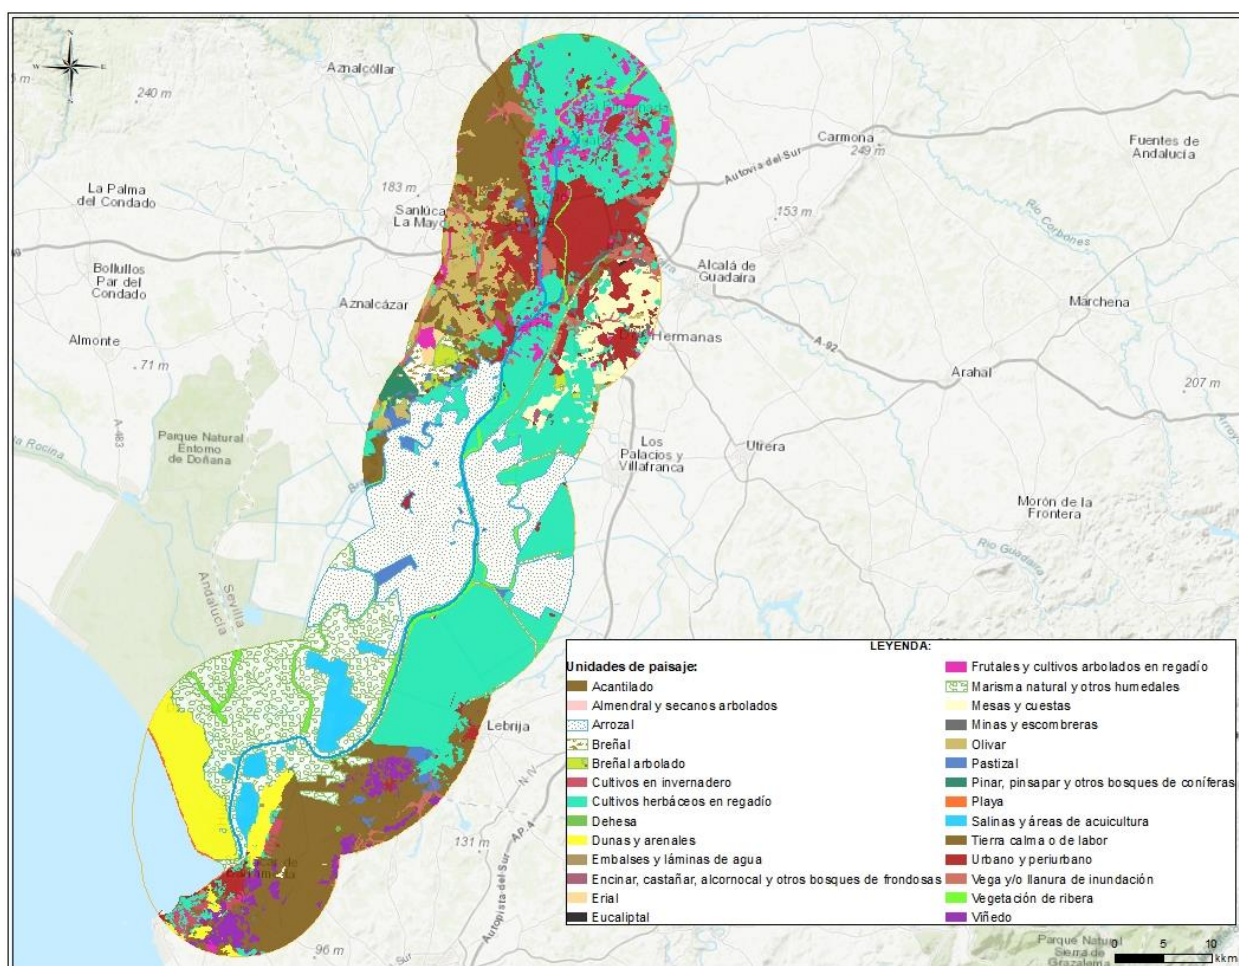 N
W
E
S
Aznalcóllar
240 m
Carmona
249 m
Fuentes de
Andalucía
Autovía del Sur
La Palma
del Condado
183 m
Sanlúca
La Mayo
153 m
Río Corbones
Bollullos
Par del
Condado
Alcalá de
Guadaíra
Aznalcázar
Marchena
Hermanas
A-92
Almonte
71 m
Arahal
207 m
A-483
Parque Natural
Entorno
de Doñana
Los
Palacios y
Villafranca
Utrera
Morón de la
Frontera
Río Guadaíra
Sevilla
Andalucía
Lebrija
N-IV
AP-4
131 m
Autopista del Sur
96 m
Sur
LEYENDA:
Unidades de paisaje:
Acantilado
Almendral y secanos arbolados
Arrozal
Breñal
Breñal arbolado
Cultivos en invernadero
Cultivos herbáceos en regadío
Dehesa
Dunas y arenales
Embalses y láminas de agua
Encinar, castañar, alcornocal y otros bosques de frondosas
Erial
Eucaliptal
Frutales y cultivos arbolados en regadío
Marisma natural y otros humedales
Mesas y cuestas
Minas y escombreras
Olivar
Pastizal
Pinar, pinsapar y otros bosques de coníferas
Playa
Salinas y áreas de acuicultura
Tierra calma o de labor
Urbano y periurbano
Vega y/o llanura de inundación
Vegetación de ribera
Viñedo
Parque Natural
Sierra de
Grazalema
0 5 10
kkm